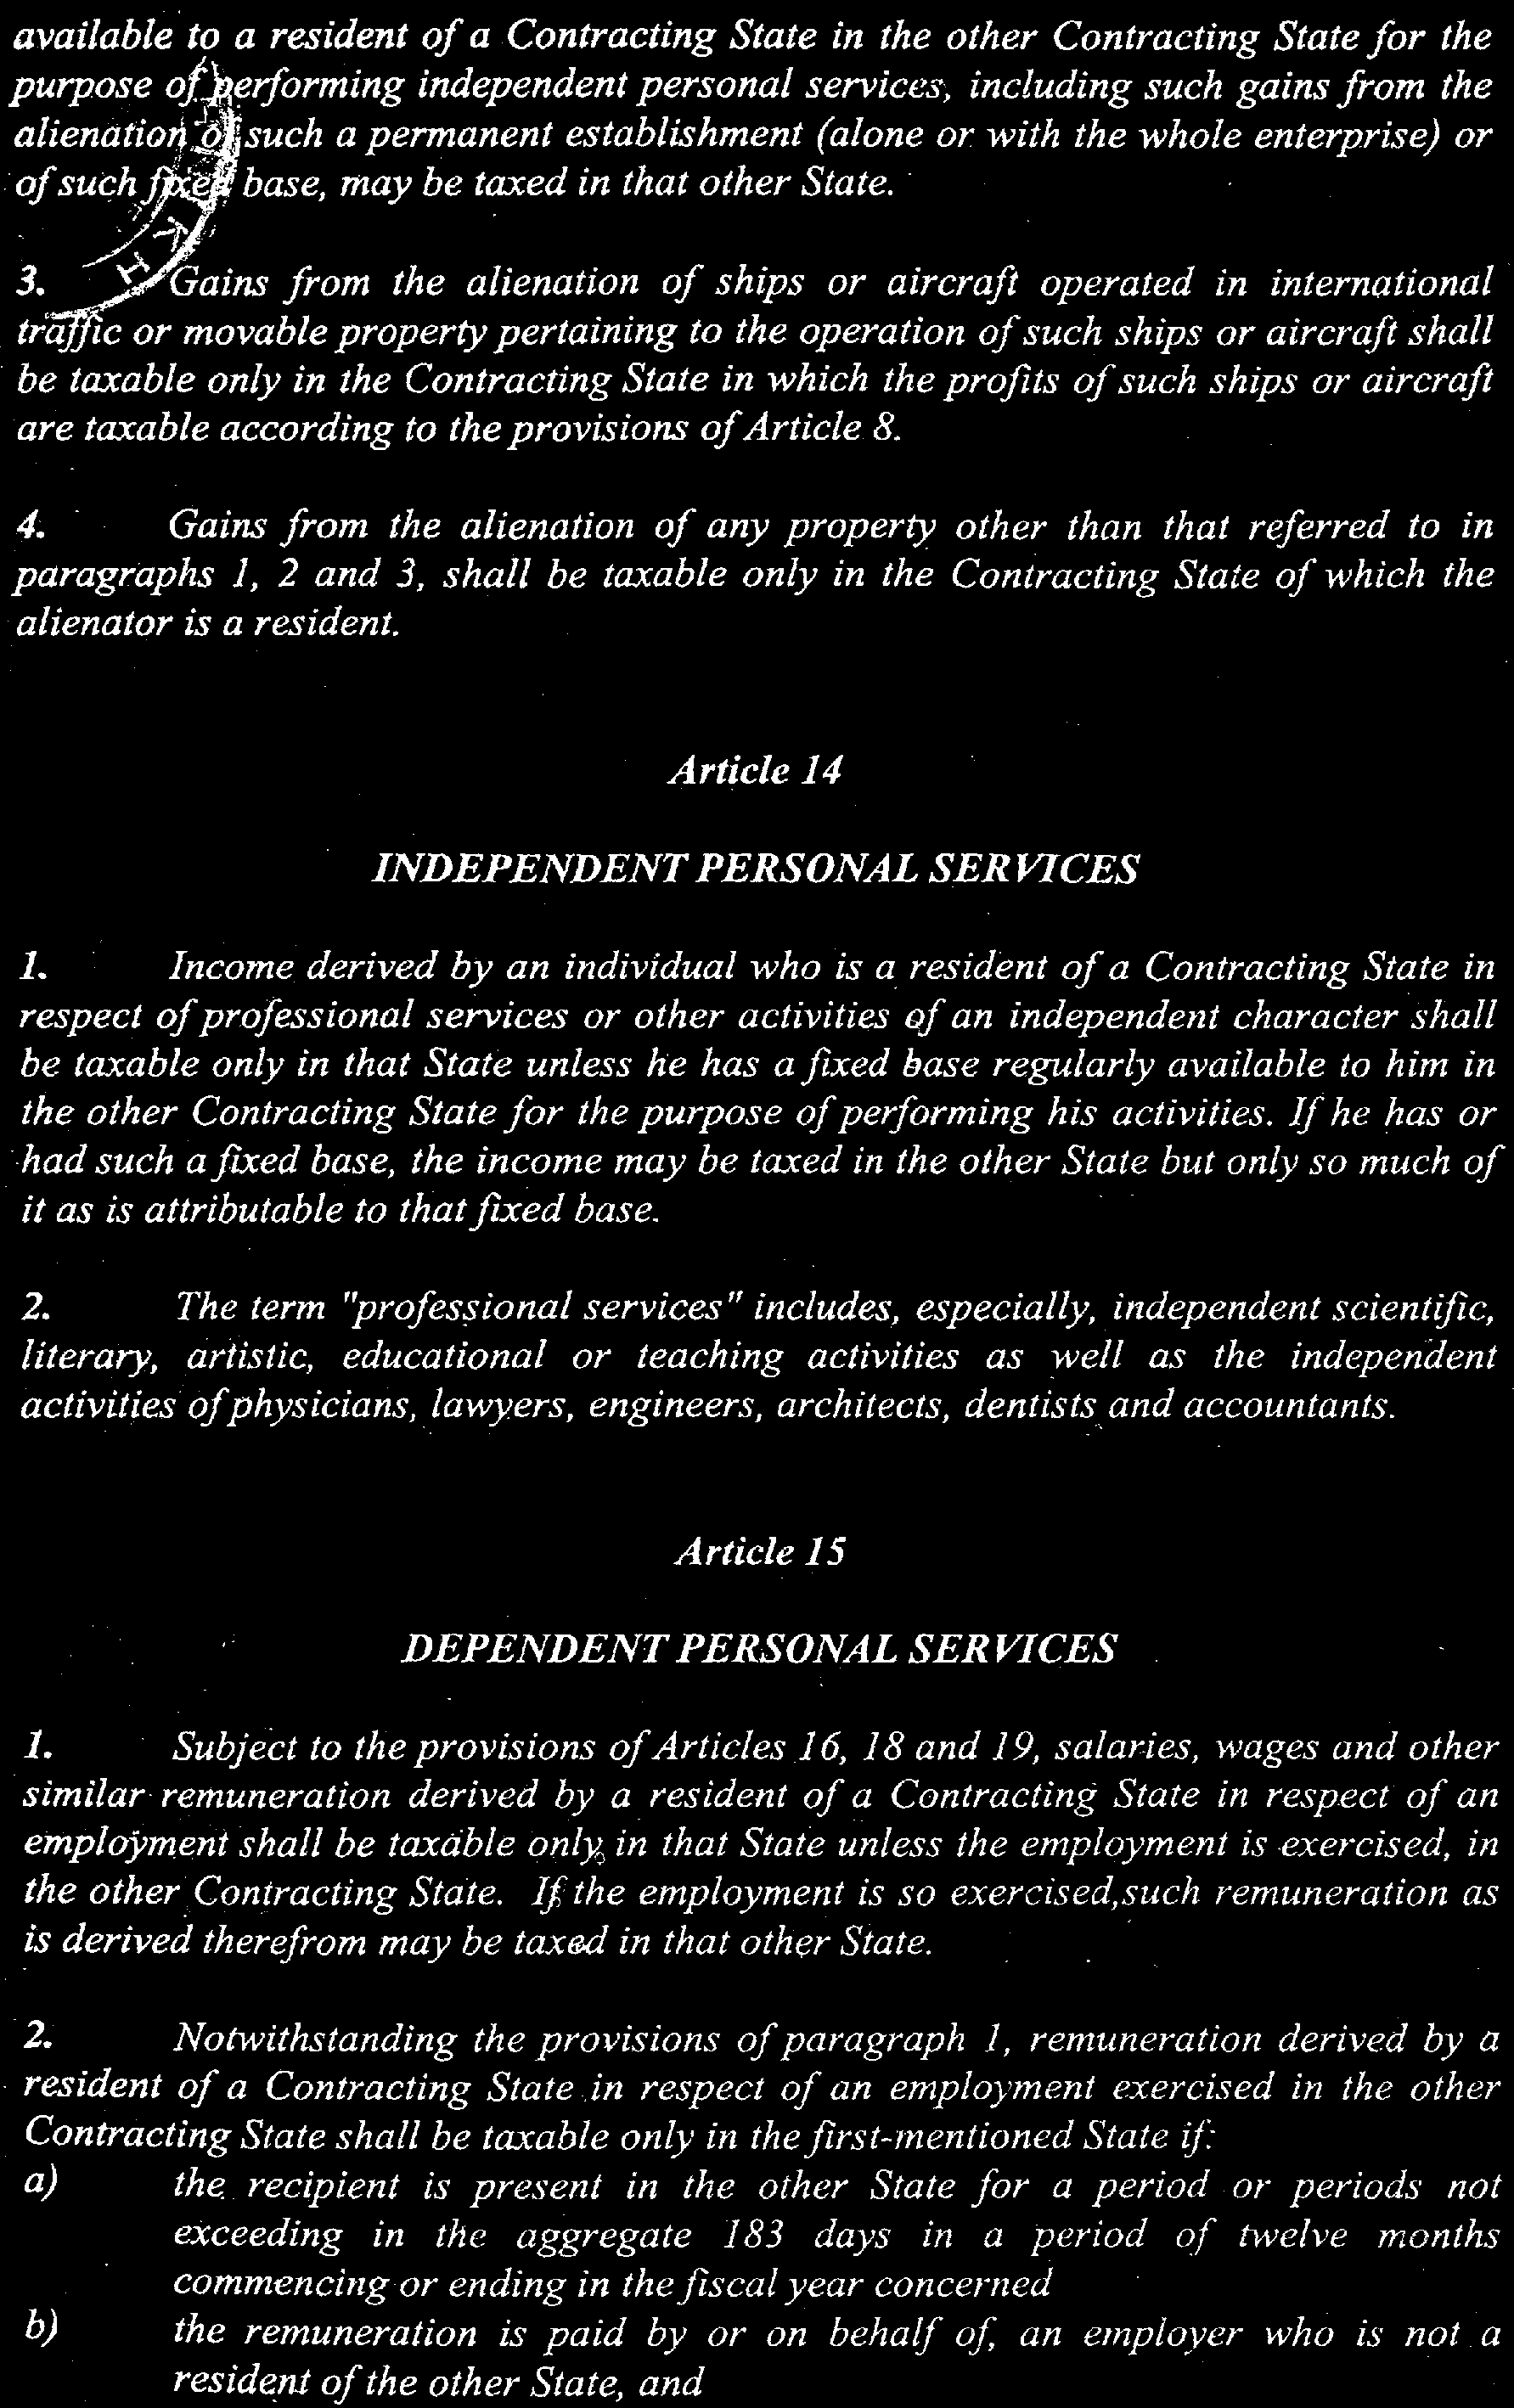 available to a resident of a Contracting State in the other Contracting State for the
purpose of performing independent personal services, including such gains from the
alienation of such a permanent establishment (alone or with the whole enterprise) or
of such fixed base, may be taxed in that other State.
3. Gains from the alienation of ships or aircraft operated in international
traffic or movable property pertaining to the operation of such ships or aircraft shall
be taxable only in the Contracting State in which the profits of such ships or aircraft
are taxable according to the provisions of Article 8.
4. Gains from the alienation of any property other than that referred to in
paragraphs 1, 2 and 3, shall be taxable only in the Contracting State of which the
alienator is a resident.
Article 14
INDEPENDENT PERSONAL SERVICES
1. Income derived by an individual who is a resident of a Contracting State in
respect of professional services or other activities of an independent character shall
be taxable only in that State unless he has a fixed base regularly available to him in
the other Contracting State for the purpose of performing his activities. If he has or
had such a fixed base, the income may be taxed in the other State but only so much of
it as is attributable to that fixed base.
2. The term "professional services" includes, especially, independent scientific,
literary, artistic, educational or teaching activities as well as the independent
activities of physicians, lawyers, engineers, architects, dentists and accountants.
Article 15
DEPENDENT PERSONAL SERVICES
1. Subject to the provisions of Articles 16, 18 and 19, salaries, wages and other
similar remuneration derived by a resident of a Contracting State in respect of an
employment shall be taxable only in that State unless the employment is exercised, in
the other Contracting State. If the employment is so exercised,such remuneration as
is derived therefrom may be taxed in that other State.
2. Notwithstanding the provisions of paragraph 1, remuneration derived by a
resident of a Contracting State in respect of an employment exercised in the other
Contracting State shall be taxable only in the first-mentioned State if:
a) the recipient is present in the other State for a period or periods not
exceeding in the aggregate 183 days in a period of twelve months
commencing or ending in the fiscal year concerned
b) the remuneration is paid by or on behalf of, an employer who is not a
resident of the other State, and